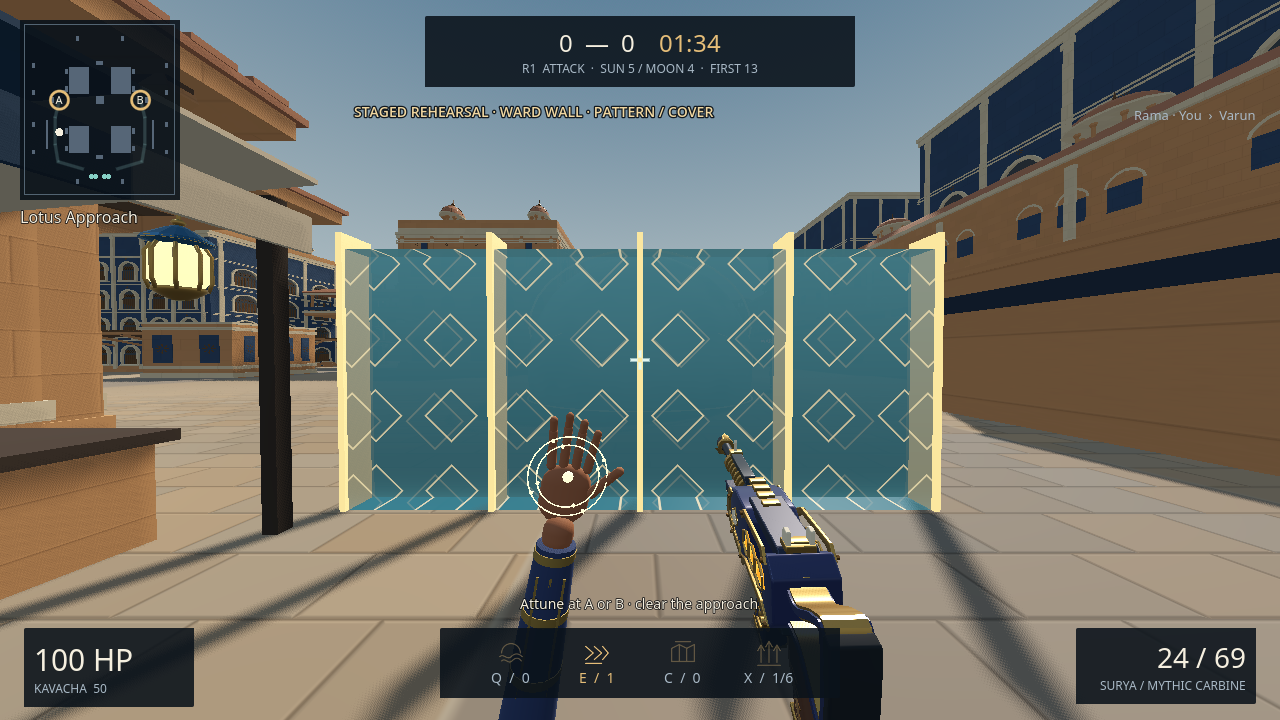 0 — 0 01:34
R1 ATTACK · SUN 5 / MOON 4 · FIRST 13
STAGED REHEARSAL · WARD WALL · PATTERN / COVER
Rama · You › Varun
A
B
Lotus Approach
Attune at A or B · clear the approach
100 HP
KAVACHA 50
Q / 0
E / 1
C / 0
X / 1/6
24 / 69
SURYA / MYTHIC CARBINE